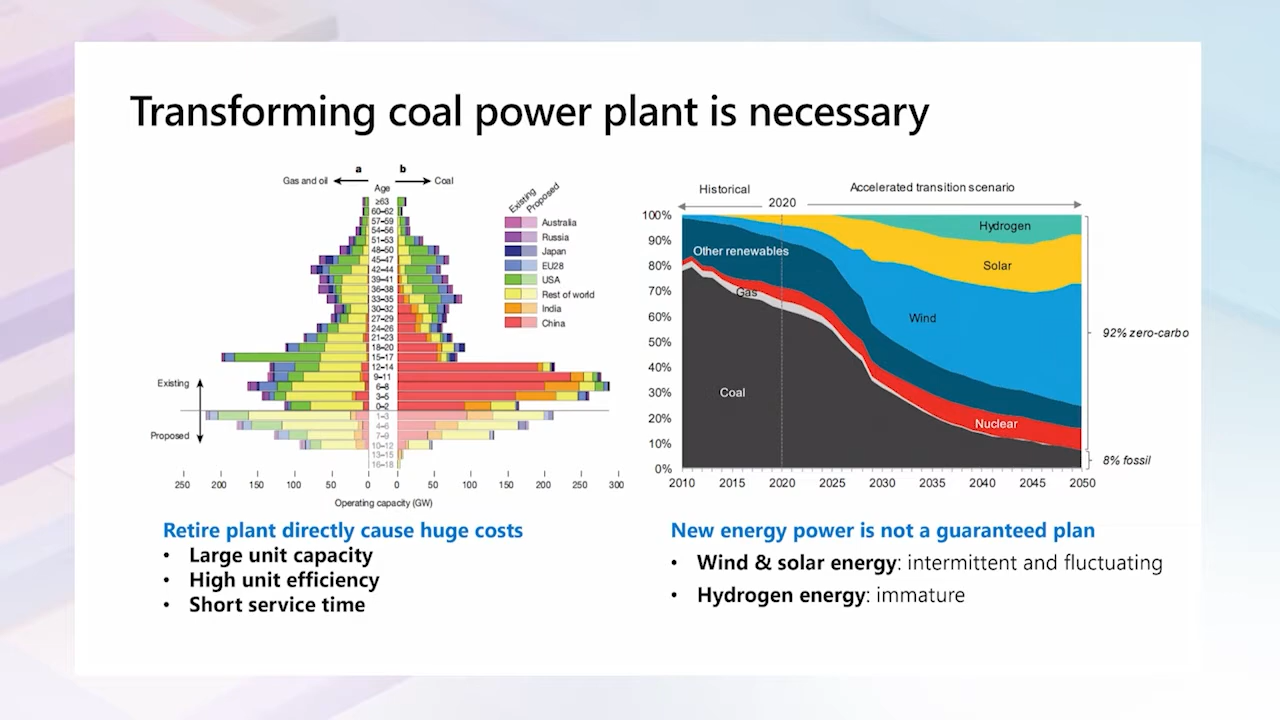 Transforming coal power plant is necessary
a
b
Gas and oil
Coal
Age
≥63
60–62
57–59
54–56
51–53
48–50
45–47
42–44
39–41
36–38
33–35
30–32
27–29
24–26
21–23
18–20
15–17
12–14
9–11
6–8
3–5
0–2
1–3
4–6
7–9
10–12
13–15
16–18
Existing
Proposed
Existing
Proposed
Australia
Russia
Japan
EU28
USA
Rest of world
India
China
250 200 150 100 50 0 0 50 100 150 200 250 300
Operating capacity (GW)
Retire plant directly cause huge costs
• Large unit capacity
• High unit efficiency
• Short service time
Historical
Accelerated transition scenario
2020
100%
90%
80%
70%
60%
50%
40%
30%
20%
10%
0%
Hydrogen
Other renewables
Solar
Gas
Wind
Coal
Nuclear
92% zero-carbo
8% fossil
2010 2015 2020 2025 2030 2035 2040 2045 2050
New energy power is not a guaranteed plan
• Wind & solar energy: intermittent and fluctuating
• Hydrogen energy: immature